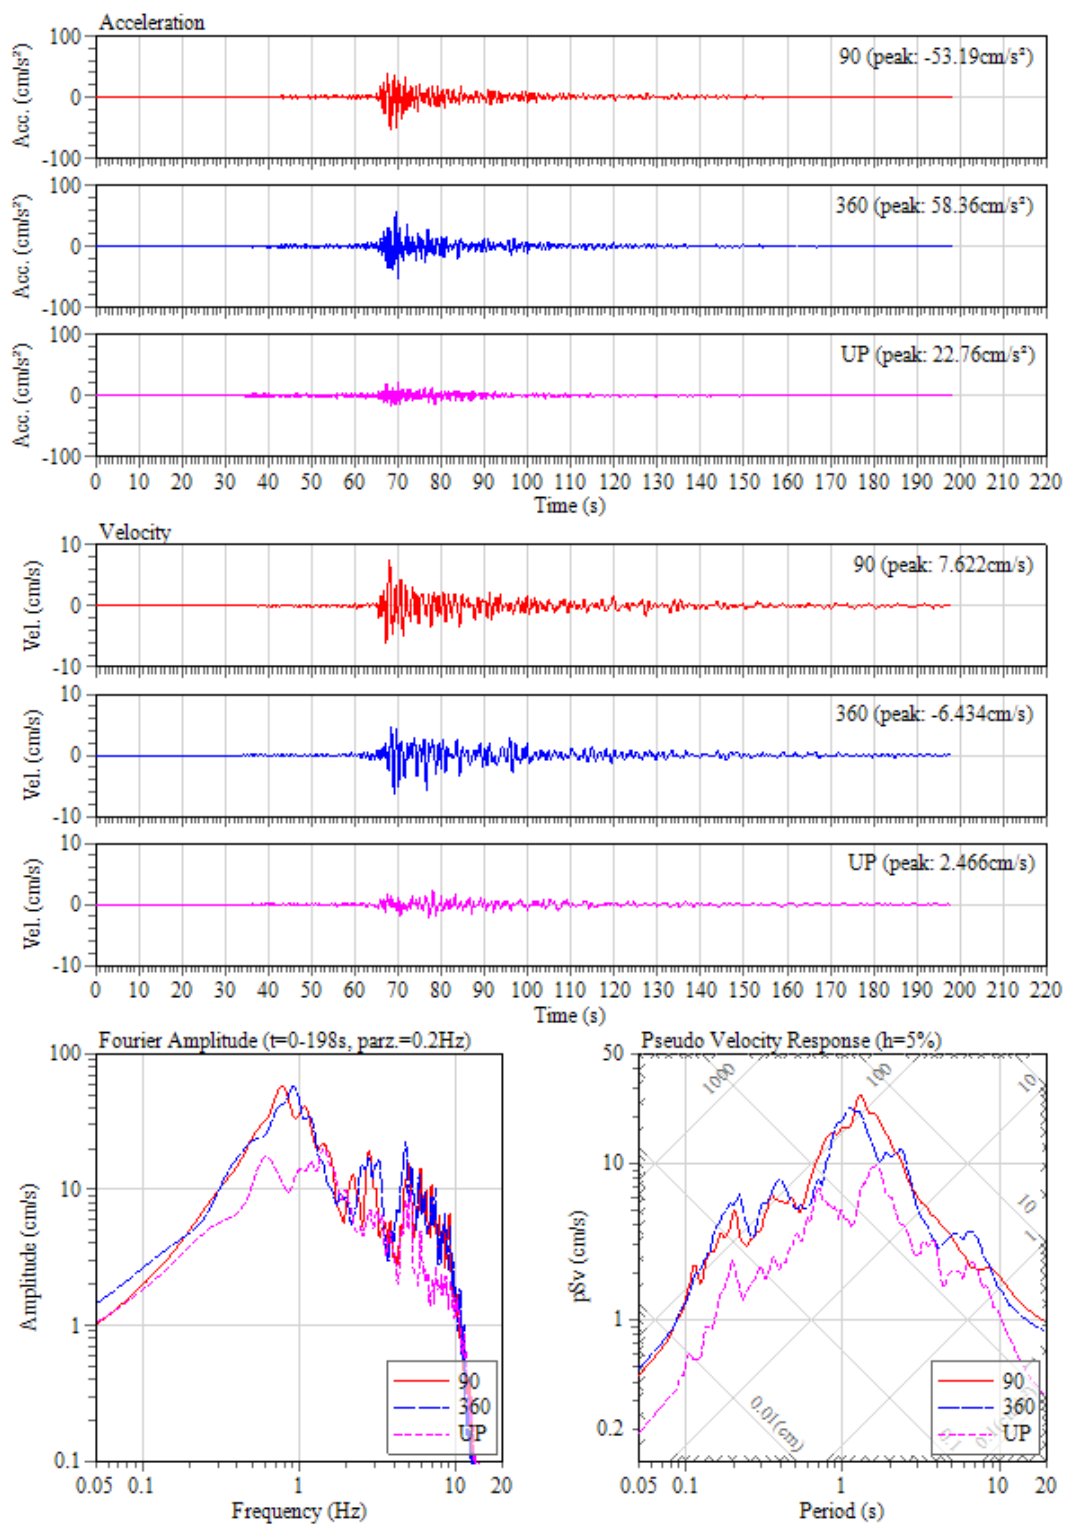 Acceleration
100
0
-100
Acc. (cm/s²)
90 (peak: -53.19cm/s²)
100
0
-100
Acc. (cm/s²)
360 (peak: 58.36cm/s²)
100
0
-100
Acc. (cm/s²)
UP (peak: 22.76cm/s²)
0 10 20 30 40 50 60 70 80 90 100 110 120 130 140 150 160 170 180 190 200 210 220
Time (s)
Velocity
10
0
-10
Vel. (cm/s)
90 (peak: 7.622cm/s)
10
0
-10
Vel. (cm/s)
360 (peak: -6.434cm/s)
10
0
-10
Vel. (cm/s)
UP (peak: 2.466cm/s)
0 10 20 30 40 50 60 70 80 90 100 110 120 130 140 150 160 170 180 190 200 210 220
Time (s)
Fourier Amplitude (t=0-198s, parz.=0.2Hz)
100
10
1
0.1
Amplitude (cm/s)
90
360
UP
0.05 0.1 1 10 20
Frequency (Hz)
Pseudo Velocity Response (h=5%)
50
10
1
0.2
pSv (cm/s)
1000
100
10
10
1
0.01(cm)
0.1
90
360
UP
0.05 0.1 1 10 20
Period (s)